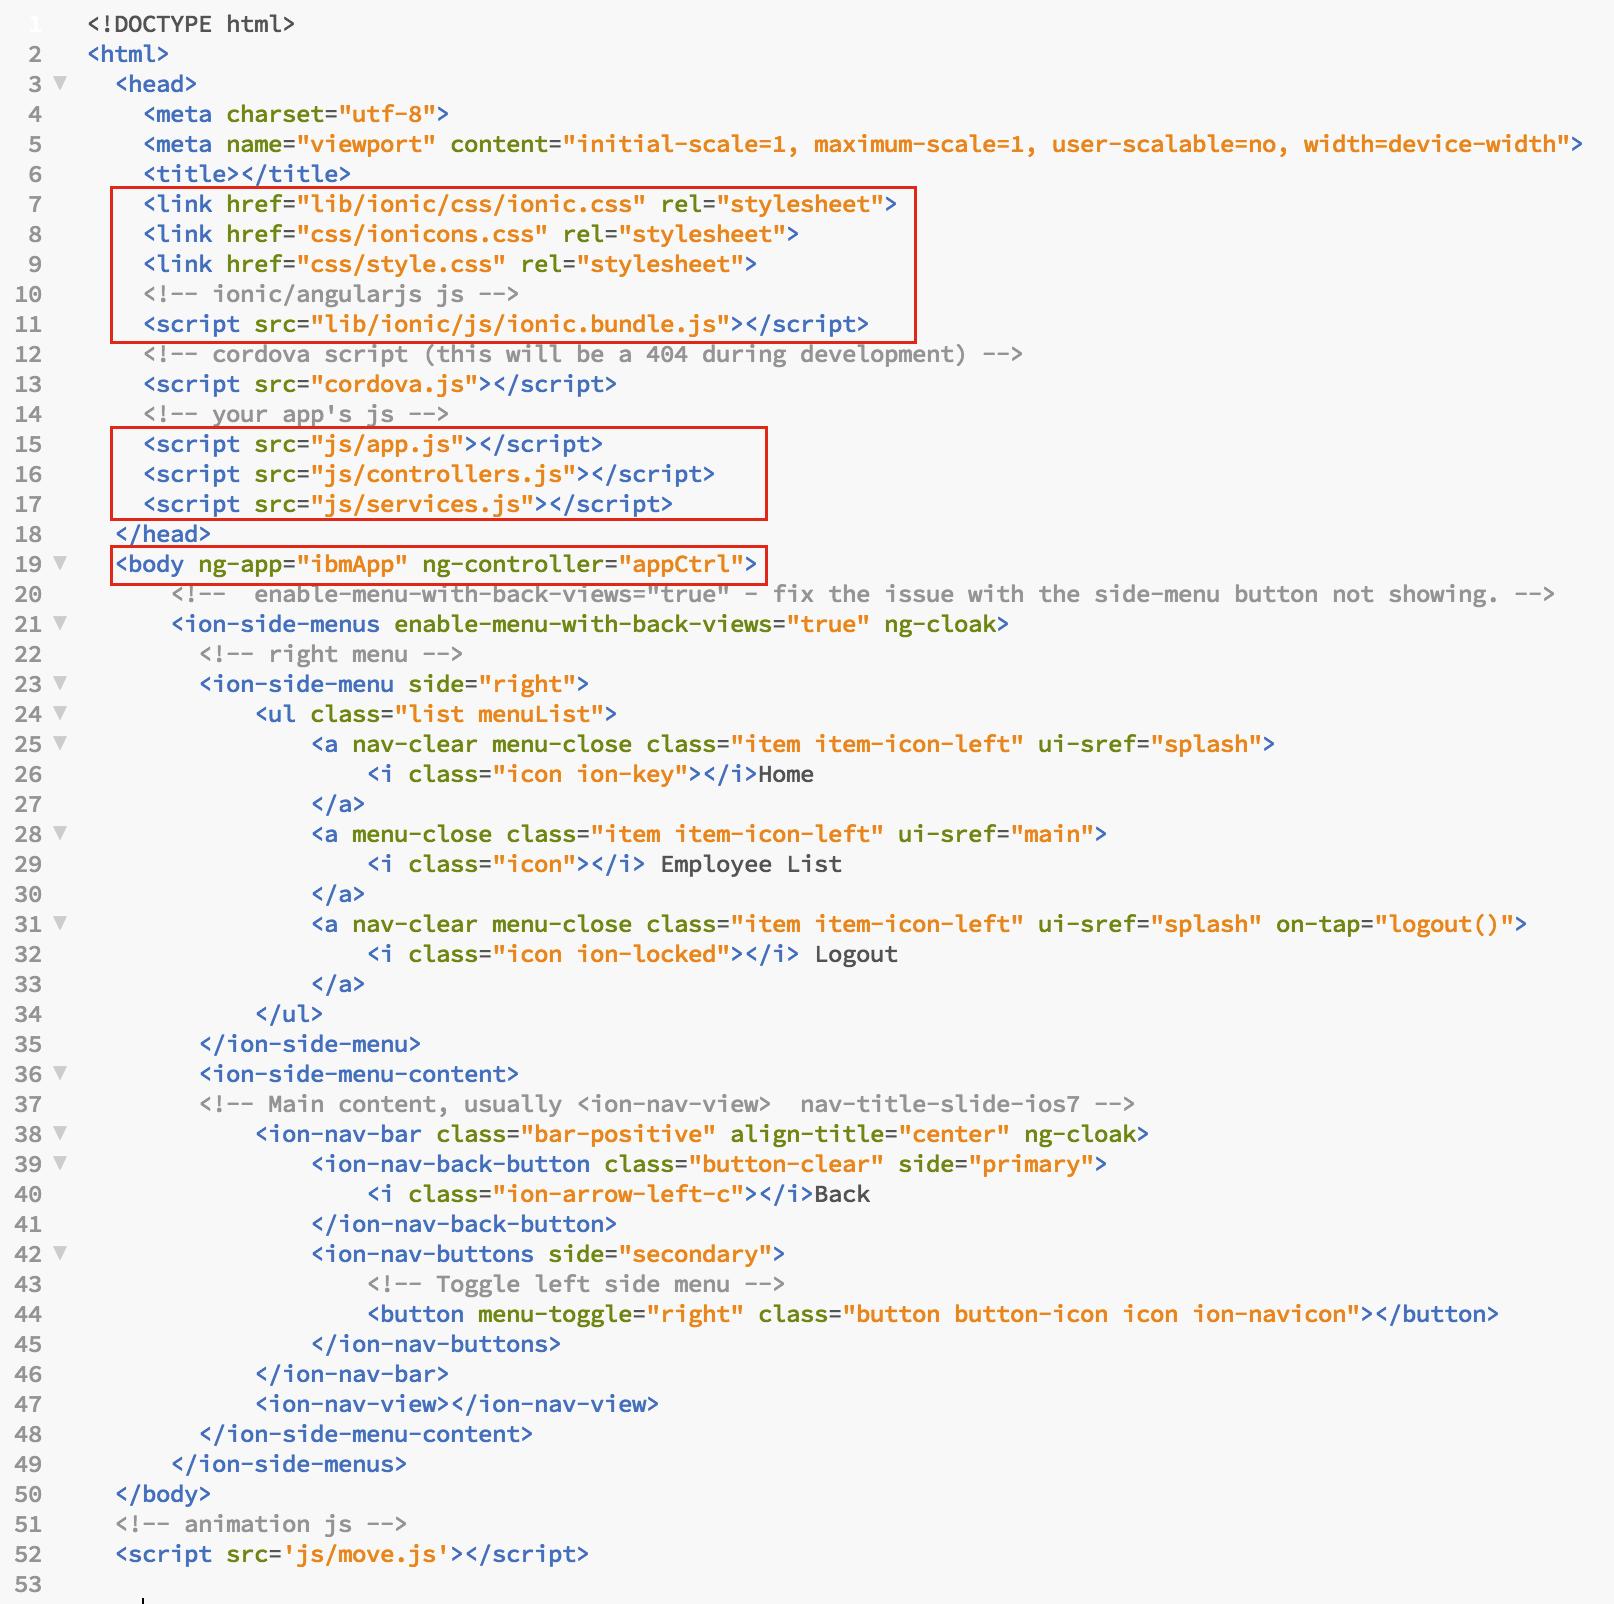 1 <!DOCTYPE html>
2 <html>
3 <head>
4 <meta charset="utf-8">
5 <meta name="viewport" content="initial-scale=1, maximum-scale=1, user-scalable=no, width=device-width">
6 <title></title>
7 <link href="lib/ionic/css/ionic.css" rel="stylesheet">
8 <link href="css/ionicons.css" rel="stylesheet">
9 <link href="css/style.css" rel="stylesheet">
10 <!-- ionic/angularjs js -->
11 <script src="lib/ionic/js/ionic.bundle.js"></script>
12 <!-- cordova script (this will be a 404 during development) -->
13 <script src="cordova.js"></script>
14 <!-- your app's js -->
15 <script src="js/app.js"></script>
16 <script src="js/controllers.js"></script>
17 <script src="js/services.js"></script>
18 </head>
19 <body ng-app="ibmApp" ng-controller="appCtrl">
20 <!--  enable-menu-with-back-views="true" - fix the issue with the side-menu button not showing. -->
21 <ion-side-menus enable-menu-with-back-views="true" ng-cloak>
22 <!-- right menu -->
23 <ion-side-menu side="right">
24 <ul class="list menuList">
25 <a nav-clear menu-close class="item item-icon-left" ui-sref="splash">
26 <i class="icon ion-key"></i>Home
27 </a>
28 <a menu-close class="item item-icon-left" ui-sref="main">
29 <i class="icon"></i> Employee List
30 </a>
31 <a nav-clear menu-close class="item item-icon-left" ui-sref="splash" on-tap="logout()">
32 <i class="icon ion-locked"></i> Logout
33 </a>
34 </ul>
35 </ion-side-menu>
36 <ion-side-menu-content>
37 <!-- Main content, usually <ion-nav-view>  nav-title-slide-ios7 -->
38 <ion-nav-bar class="bar-positive" align-title="center" ng-cloak>
39 <ion-nav-back-button class="button-clear" side="primary">
40 <i class="ion-arrow-left-c"></i>Back
41 </ion-nav-back-button>
42 <ion-nav-buttons side="secondary">
43 <!-- Toggle left side menu -->
44 <button menu-toggle="right" class="button button-icon icon ion-navicon"></button>
45 </ion-nav-buttons>
46 </ion-nav-bar>
47 <ion-nav-view></ion-nav-view>
48 </ion-side-menu-content>
49 </ion-side-menus>
50 </body>
51 <!-- animation js -->
52 <script src='js/move.js'></script>
53